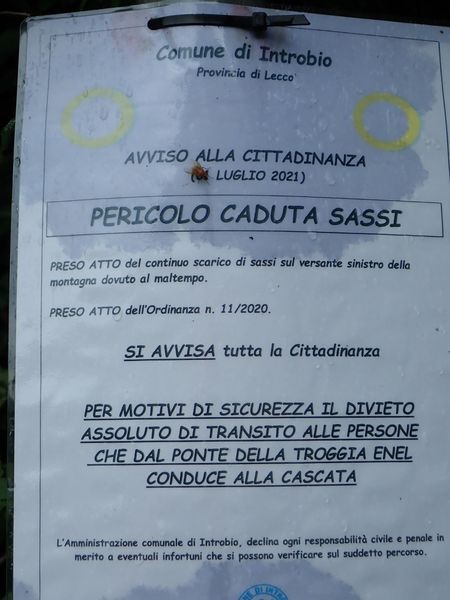 Comune di Introbio
Provincia di Lecco
AVVISO ALLA CITTADINANZA
LUGLIO 2021)
PERICOLO CADUTA SASSI
PRESO ATTO del continuo scarico di sassi sul versante sinistro della
montagna dovuto al maltempo.
PRESO ATTO dell'Ordinanza n. 11/2020.
SI AVVISA tutta la Cittadinanza
PER MOTIVI DI SICUREZZA IL DIVIETO
ASSOLUTO DI TRANSITO ALLE PERSONE
CHE DAL PONTE DELLA TROGGIA ENEL
CONDUCE ALLA CASCATA
L'Amministrazione comunale di Introbio, declina ogni responsabilità civile e penale in
merito a eventuali infortuni che si possono verificare sul suddetto percorso.